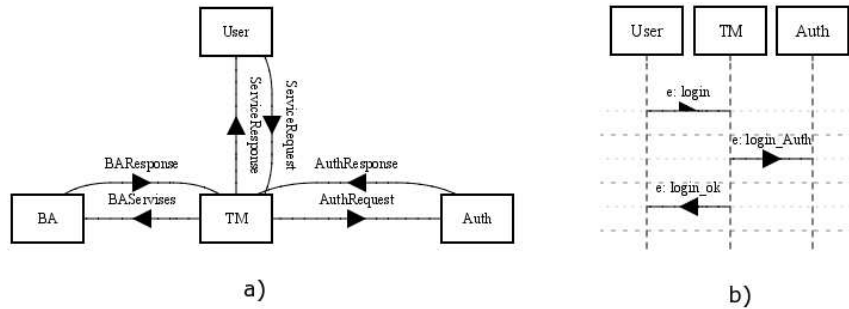 User
ServiceResponse
ServiceRequest
BAResponse
AuthResponse
BAServises
AuthRequest
BA
TM
Auth
a)
User
TM
Auth
e: login
e: login_Auth
e: login_ok
b)